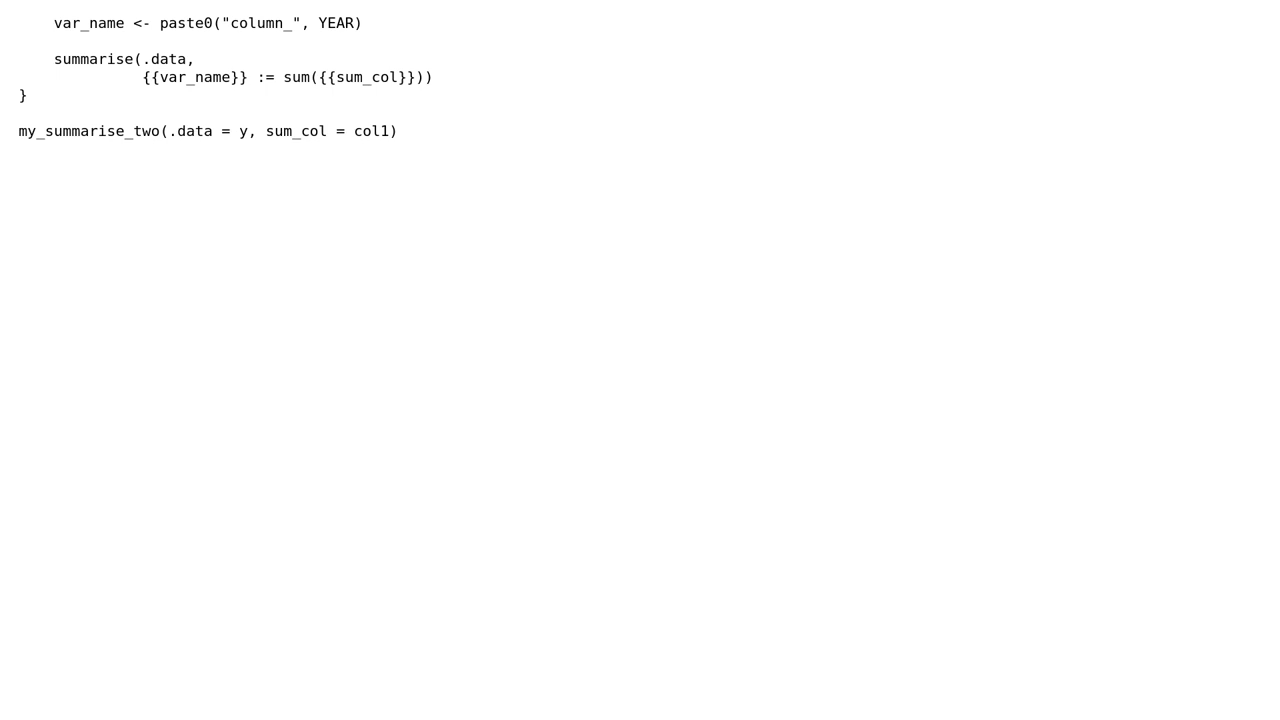 var_name <- paste0("column_", YEAR)
summarise(.data,
{{var_name}} := sum({{sum_col}}))
}
my_summarise_two(.data = y, sum_col = col1)